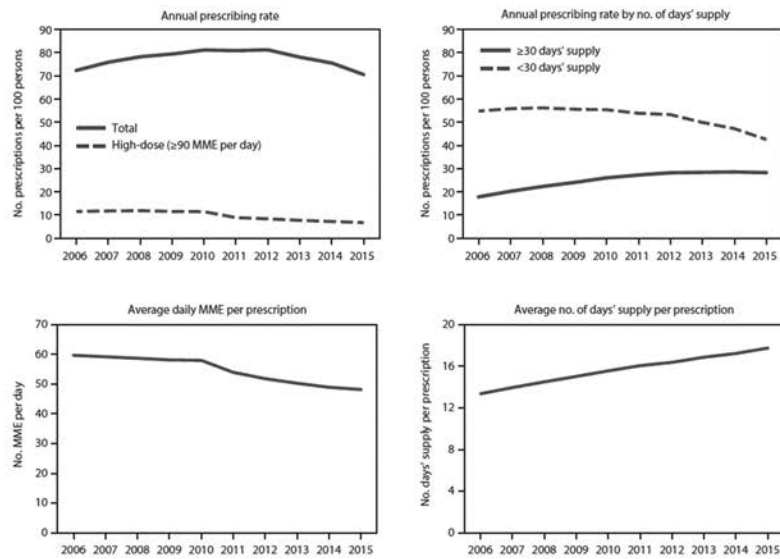 Annual prescribing rate
90
80
70
60
50
40
30
20
10
0
No. prescriptions per 100 persons
Total
High-dose (≥90 MME per day)
2006 2007 2008 2009 2010 2011 2012 2013 2014 2015
Annual prescribing rate by no. of days' supply
90
80
70
60
50
40
30
20
10
0
No. prescriptions per 100 persons
≥30 days' supply
<30 days' supply
2006 2007 2008 2009 2010 2011 2012 2013 2014 2015
Average daily MME per prescription
70
60
50
40
30
20
10
0
No. MME per day
2006 2007 2008 2009 2010 2011 2012 2013 2014 2015
Average no. of days' supply per prescription
20
16
12
8
4
0
No. days' supply per prescription
2006 2007 2008 2009 2010 2011 2012 2013 2014 2015